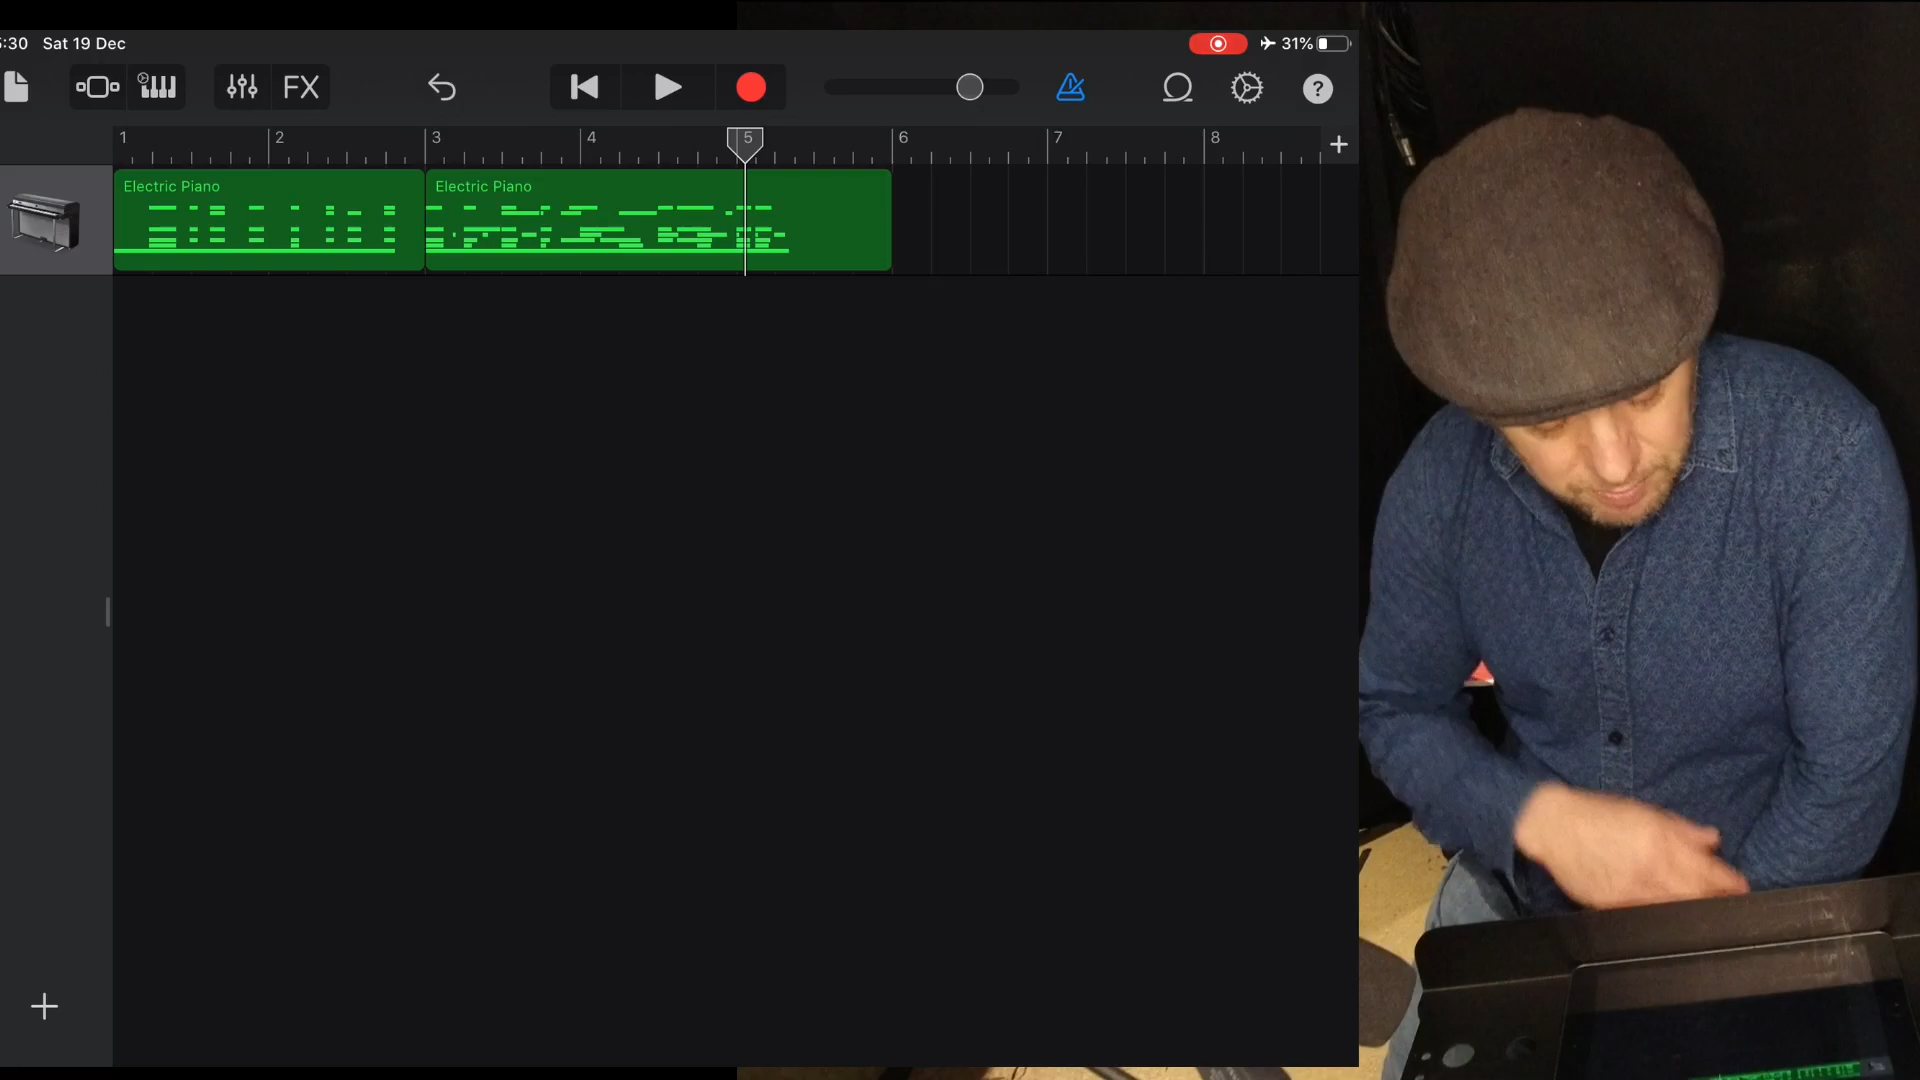 :30 Sat 19 Dec
31%
FX
?
1 2 3 4 5 6 7 8
Electric Piano Electric Piano